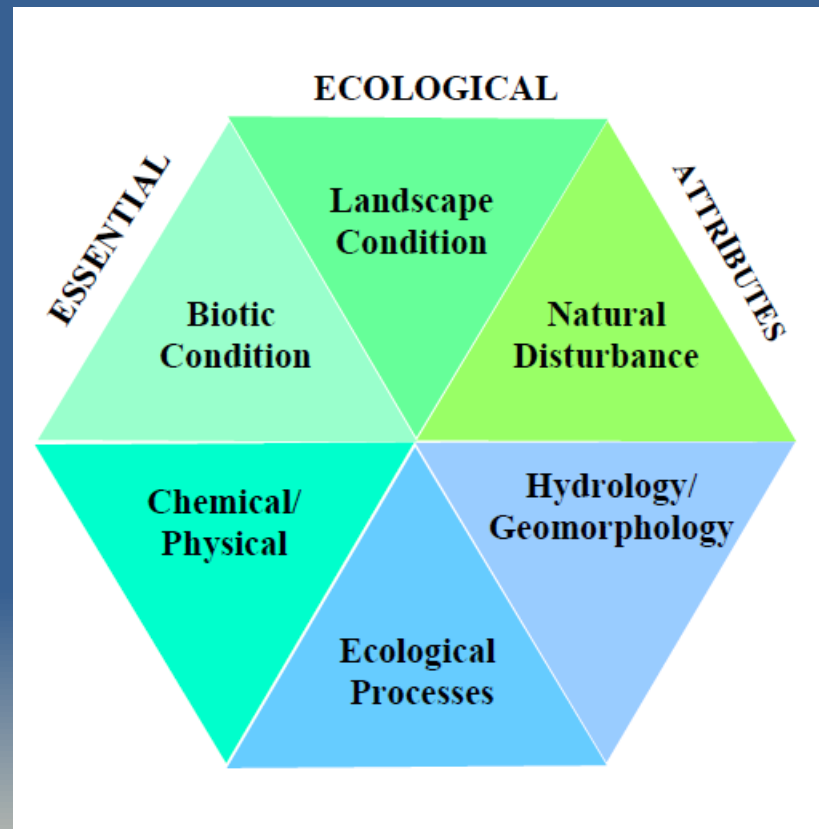 ESSENTIAL
ECOLOGICAL
ATTRIBUTES
Landscape
Condition
Biotic
Condition
Natural
Disturbance
Chemical/
Physical
Hydrology/
Geomorphology
Ecological
Processes